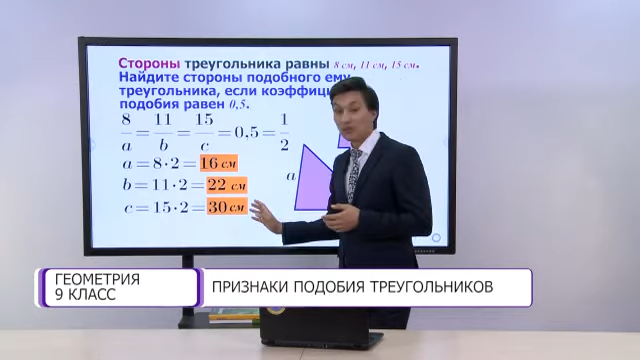 Стороны треугольника равны 8 см, 11 см, 15 см.
Найдите стороны подобного ему
треугольника, если
подобия равен 0,5.
8/a = 11/b = 15/c = 0,5 = 1/2
a = 8·2 = 16 см
b = 11·2 = 22 см
c = 15·2 = 30 см
a
ГЕОМЕТРИЯ
9 КЛАСС
ПРИЗНАКИ ПОДОБИЯ ТРЕУГОЛЬНИКОВ